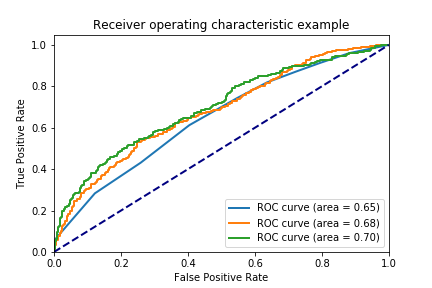 Receiver operating characteristic example
True Positive Rate
1.0
0.8
0.6
0.4
0.2
0.0
ROC curve (area = 0.65)
ROC curve (area = 0.68)
ROC curve (area = 0.70)
0.0 0.2 0.4 0.6 0.8 1.0
False Positive Rate